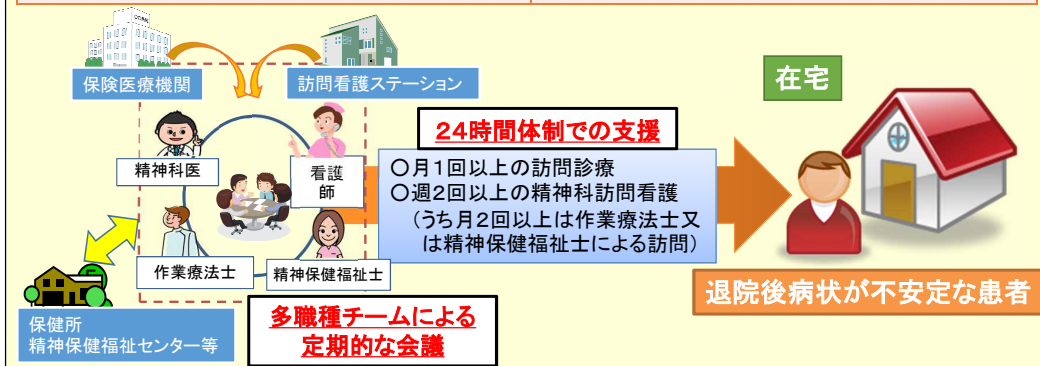 保険医療機関
訪問看護ステーション
在宅
24時間体制での支援
精神科医
看護
師
○月1回以上の訪問診療
○週2回以上の精神科訪問看護
(うち月2回以上は作業療法士又
は精神保健福祉士による訪問)
作業療法士
精神保健福祉士
退院後病状が不安定な患者
多職種チームによる
定期的な会議
保健所
精神保健福祉センター等